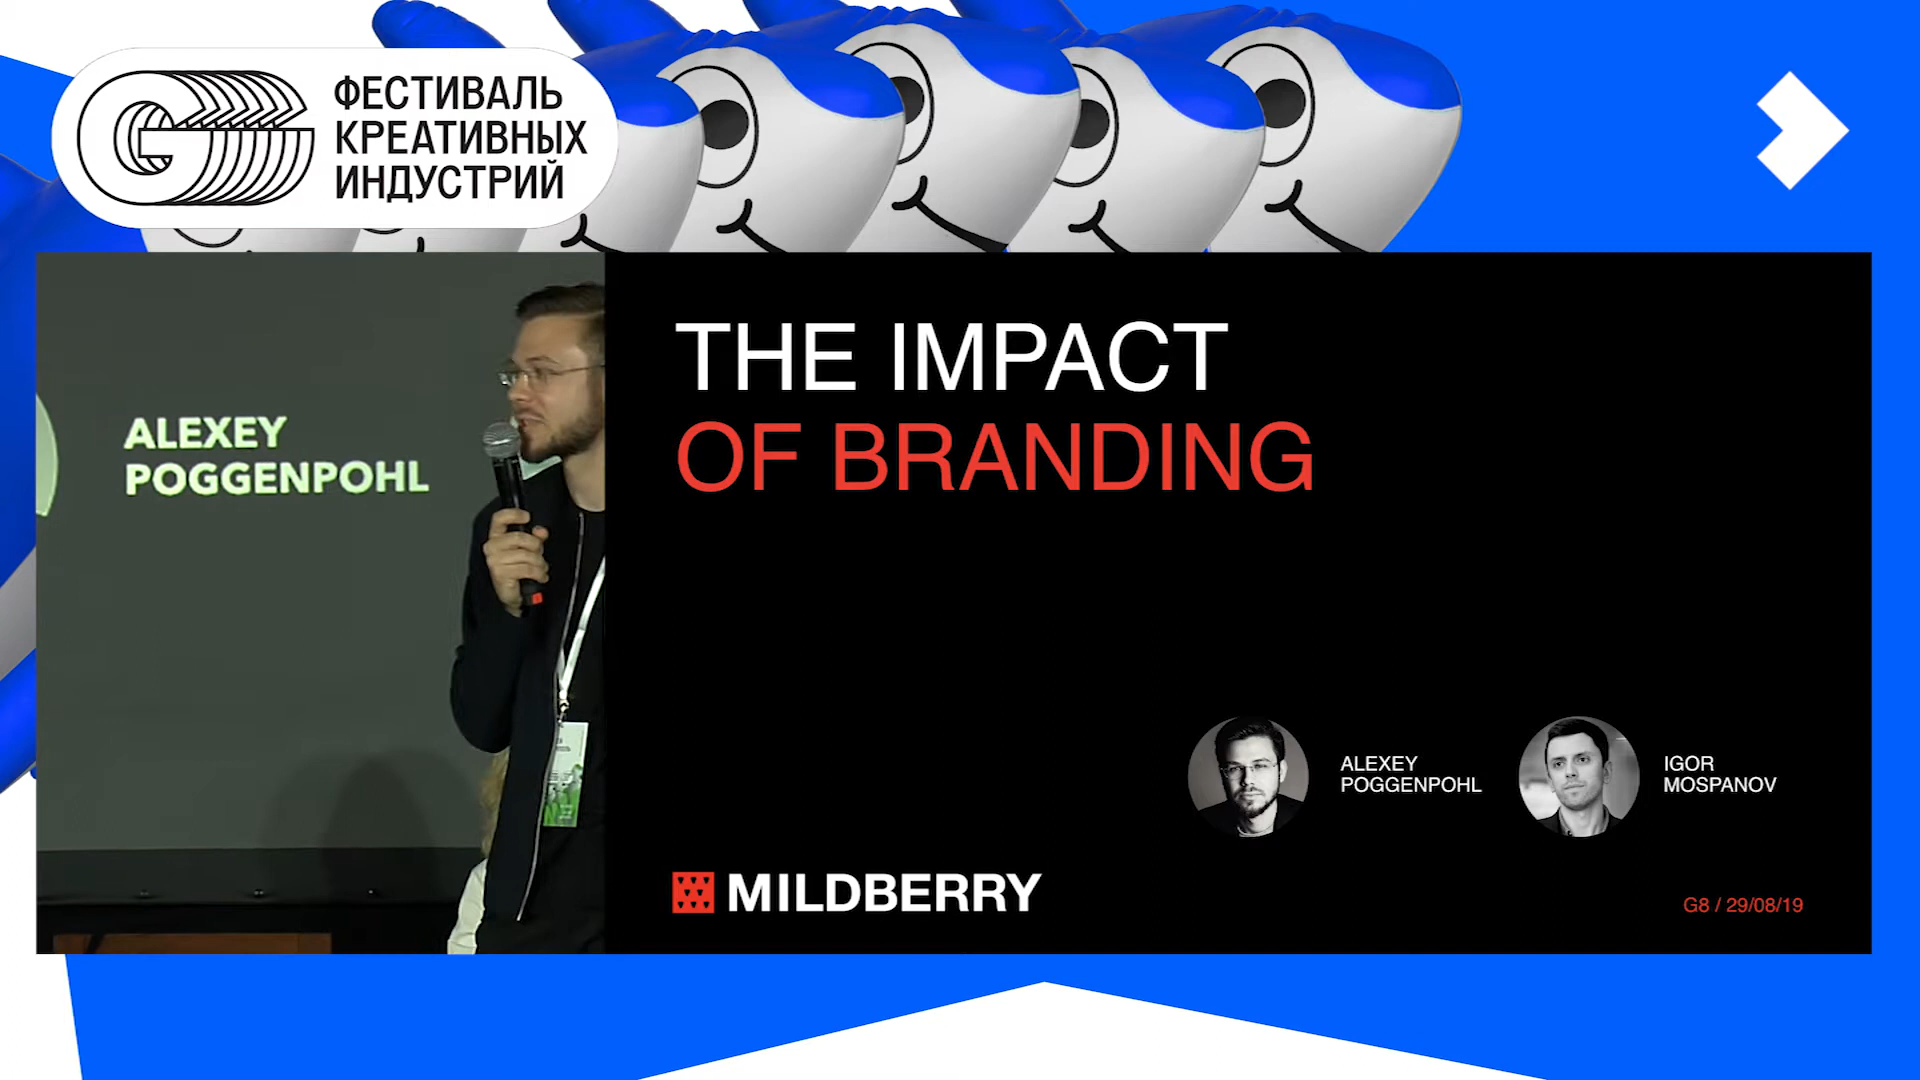 ФЕСТИВАЛЬ
КРЕАТИВНЫХ
ИНДУСТРИЙ
ALEXEY
POGGENPOHL
THE IMPACT
OF BRANDING
ALEXEY
POGGENPOHL
IGOR
MOSPANOV
MILDBERRY
G8 / 29/08/19